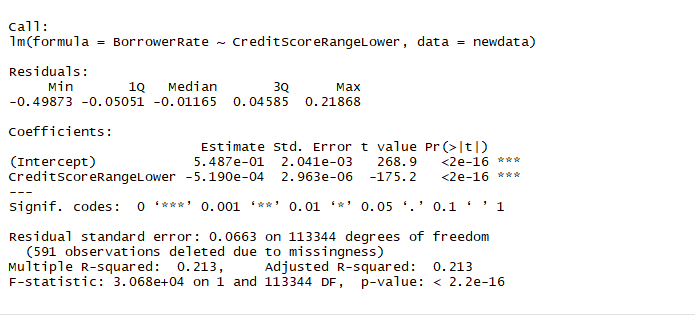 Call:
lm(formula = BorrowerRate ~ CreditScoreRangeLower, data = newdata)
Residuals:
     Min       1Q   Median       3Q      Max
-0.49873 -0.05051 -0.01165  0.04585  0.21868
Coefficients:
                        Estimate Std. Error t value Pr(>|t|)
(Intercept)            5.487e-01  2.041e-03   268.9   <2e-16 ***
CreditScoreRangeLower -5.190e-04  2.963e-06  -175.2   <2e-16 ***
---
Signif. codes:  0 ‘***’ 0.001 ‘**’ 0.01 ‘*’ 0.05 ‘.’ 0.1 ‘ ’ 1
Residual standard error: 0.0663 on 113344 degrees of freedom
  (591 observations deleted due to missingness)
Multiple R-squared:  0.213,	Adjusted R-squared:  0.213
F-statistic: 3.068e+04 on 1 and 113344 DF,  p-value: < 2.2e-16